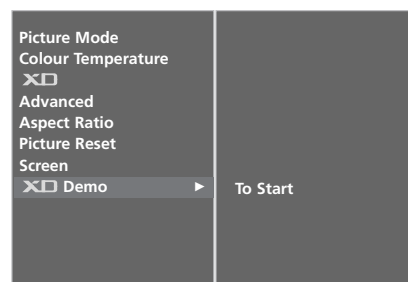 Picture Mode
Colour Temperature
XD
Advanced
Aspect Ratio
Picture Reset
Screen
XD Demo ►
To Start